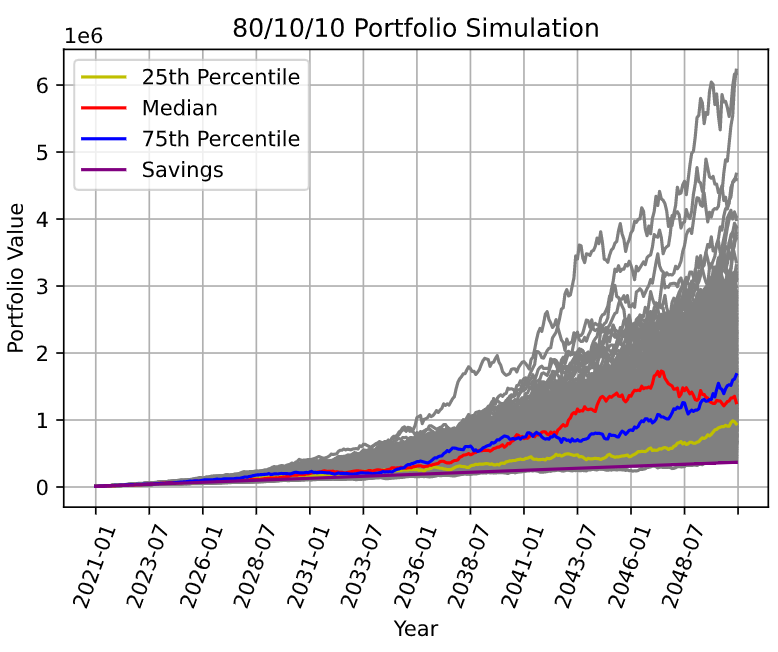 80/10/10 Portfolio Simulation
1e6
25th Percentile
Median
75th Percentile
Savings
6
5
4
3
2
1
0
Portfolio Value
2021-01
2023-07
2026-01
2028-07
2031-01
2033-07
2036-01
2038-07
2041-01
2043-07
2046-01
2048-07
Year